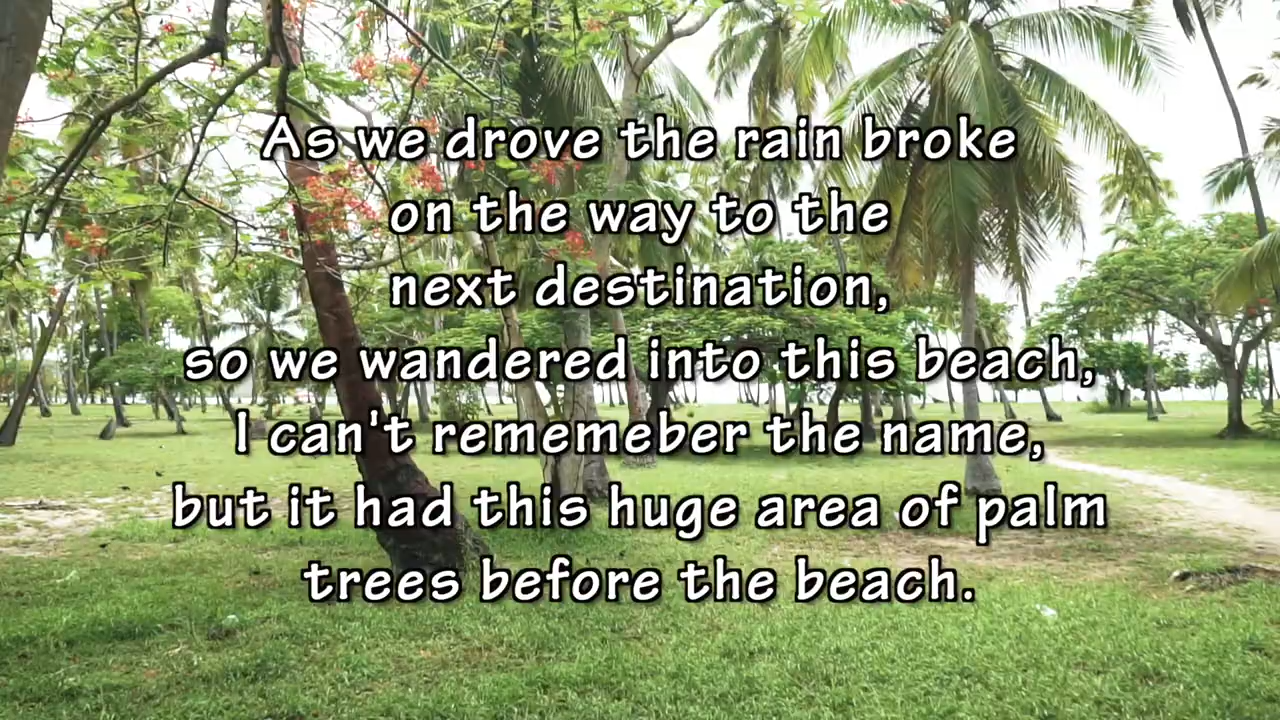 As we drove the rain broke
on the way to the
next destination,
so we wandered into this beach,
I can't rememeber the name,
but it had this huge area of palm
trees before the beach.